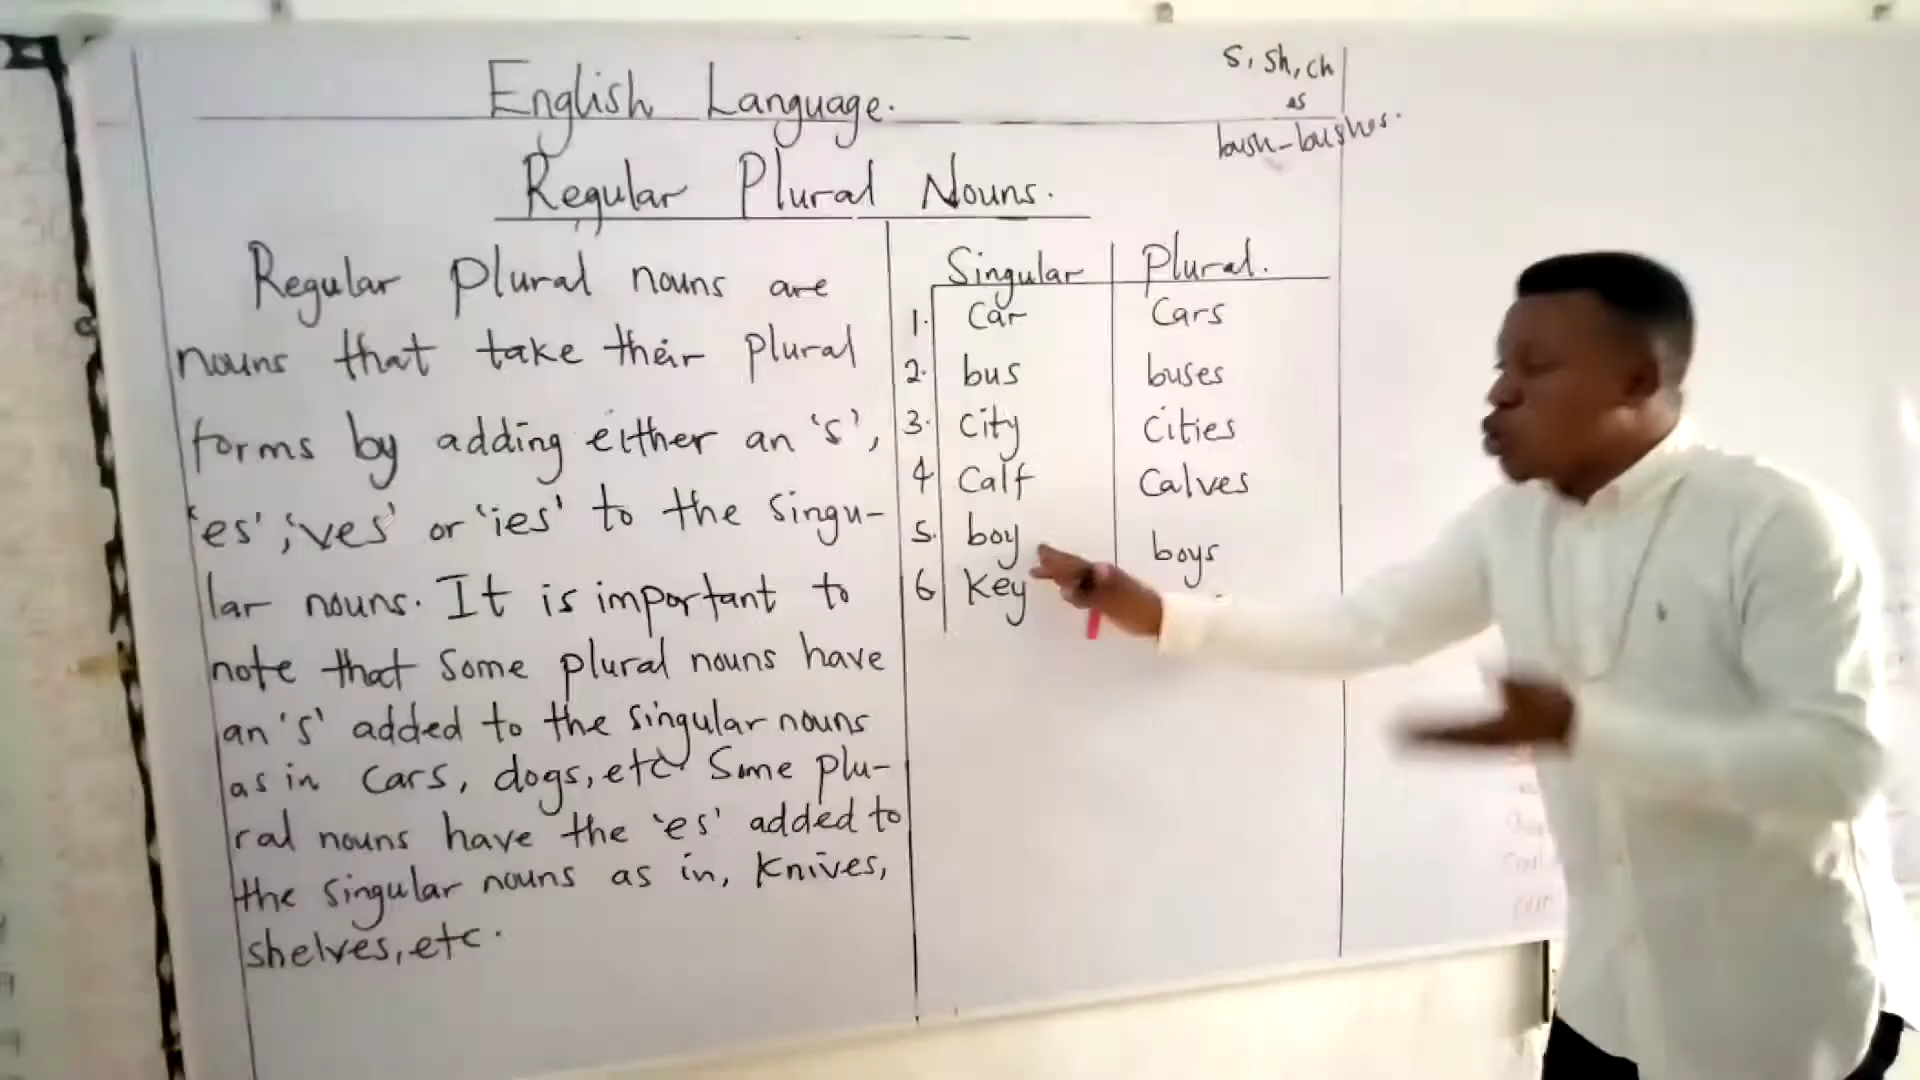 English Language.
Regular Plural Nouns.
s, sh, ch
es
bush-bushes.
Regular Plural nouns are
nouns that take their plural
forms by adding either an 's',
'es', 'ves' or 'ies' to the singu-
lar nouns. It is important to
note that some plural nouns have
an 's' added to the singular nouns
as in cars, dogs, etc. Some plu-
ral nouns have the 'es' added to
the singular nouns as in, knives,
shelves, etc.
Singular Plural.
1. Car Cars
2. bus buses
3. City Cities
4 Calf Calves
5. boy boys
6 Key